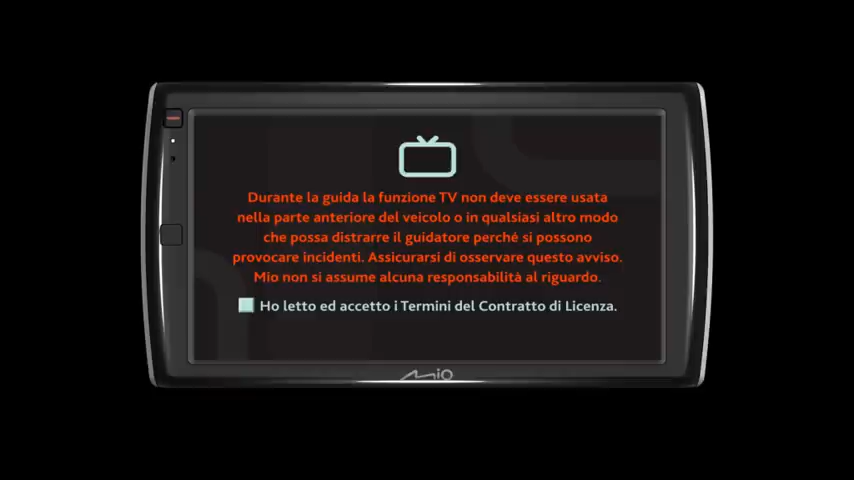 Durante la guida la funzione TV non deve essere usata
nella parte anteriore del veicolo o in qualsiasi altro modo
che possa distrarre il guidatore perché si possono
provocare incidenti. Assicurarsi di osservare questo avviso.
Mio non si assume alcuna responsabilità al riguardo.
Ho letto ed accetto i Termini del Contratto di Licenza.
Mio